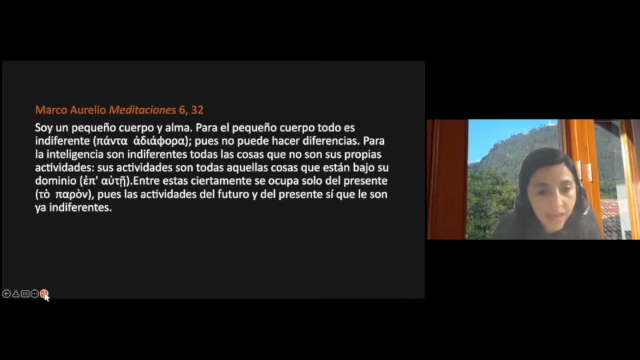 Marco Aurelio Meditaciones 6, 32
Soy un pequeño cuerpo y alma. Para el pequeño cuerpo todo es
indiferente (πάντα ἀδιάφορα); pues no puede hacer diferencias. Para
la inteligencia son indiferentes todas las cosas que no son sus propias
actividades: sus actividades son todas aquellas cosas que están bajo su
dominio (ἐπ' αὐτῇ).Entre estas ciertamente se ocupa solo del presente
(τὸ παρὸν), pues las actividades del futuro y del presente sí que le son
ya indiferentes.